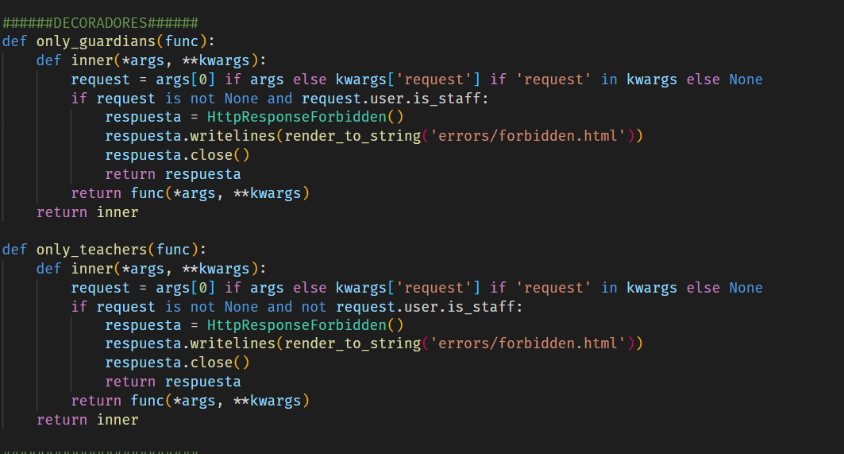 ######DECORADORES######
def only_guardians(func):
    def inner(*args, **kwargs):
        request = args[0] if args else kwargs['request'] if 'request' in kwargs else None
        if request is not None and request.user.is_staff:
            respuesta = HttpResponseForbidden()
            respuesta.writelines(render_to_string('errors/forbidden.html'))
            respuesta.close()
            return respuesta
        return func(*args, **kwargs)
    return inner

def only_teachers(func):
    def inner(*args, **kwargs):
        request = args[0] if args else kwargs['request'] if 'request' in kwargs else None
        if request is not None and not request.user.is_staff:
            respuesta = HttpResponseForbidden()
            respuesta.writelines(render_to_string('errors/forbidden.html'))
            respuesta.close()
            return respuesta
        return func(*args, **kwargs)
    return inner